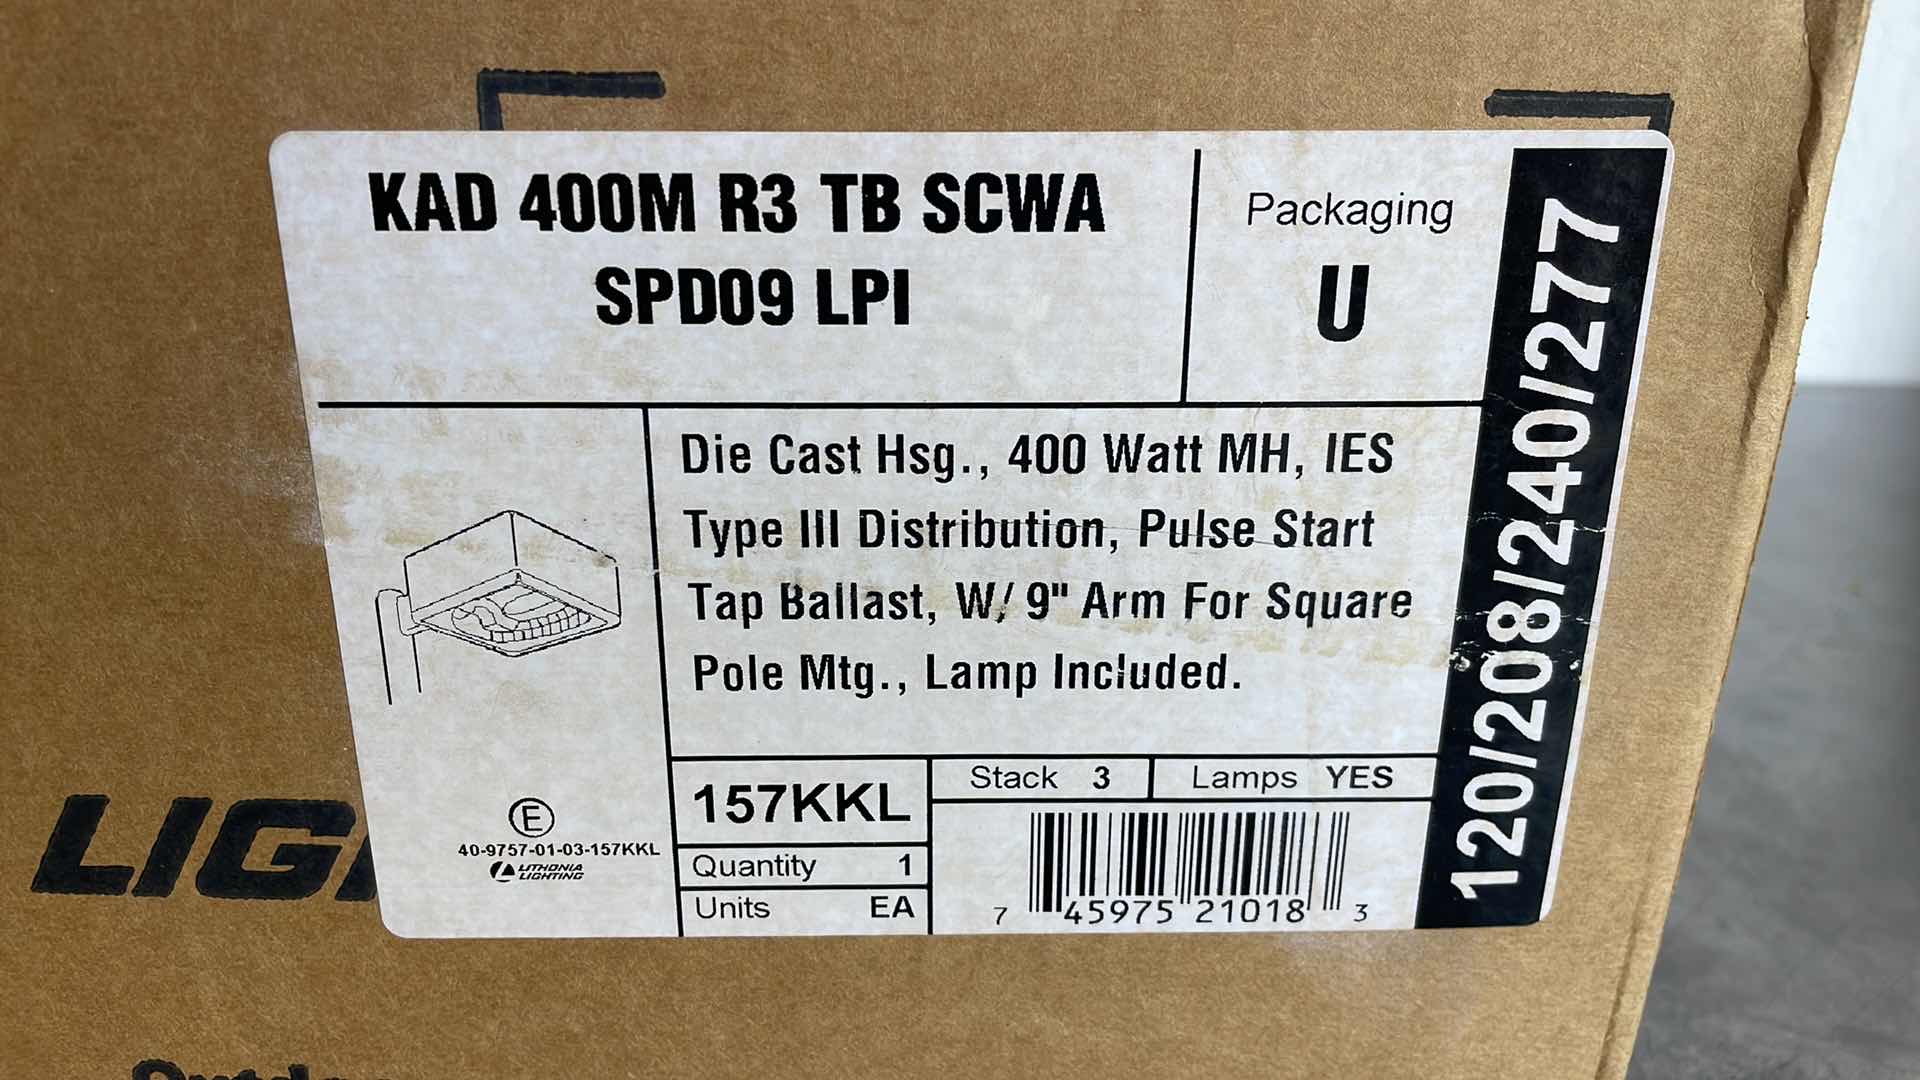 KAD 400M R3 TB SCWA
SPD09 LPI
Packaging
U
120/208/240/277
Die Cast Hsg., 400 Watt MH, IES
Type III Distribution, Pulse Start
Tap Ballast, W/ 9" Arm For Square
Pole Mtg., Lamp Included.
E
40-9757-01-03-157KKL
LITHONIA
LIGHTING
157KKL
Quantity 1
Units EA
Stack 3
Lamps YES
7 45975 21018 3